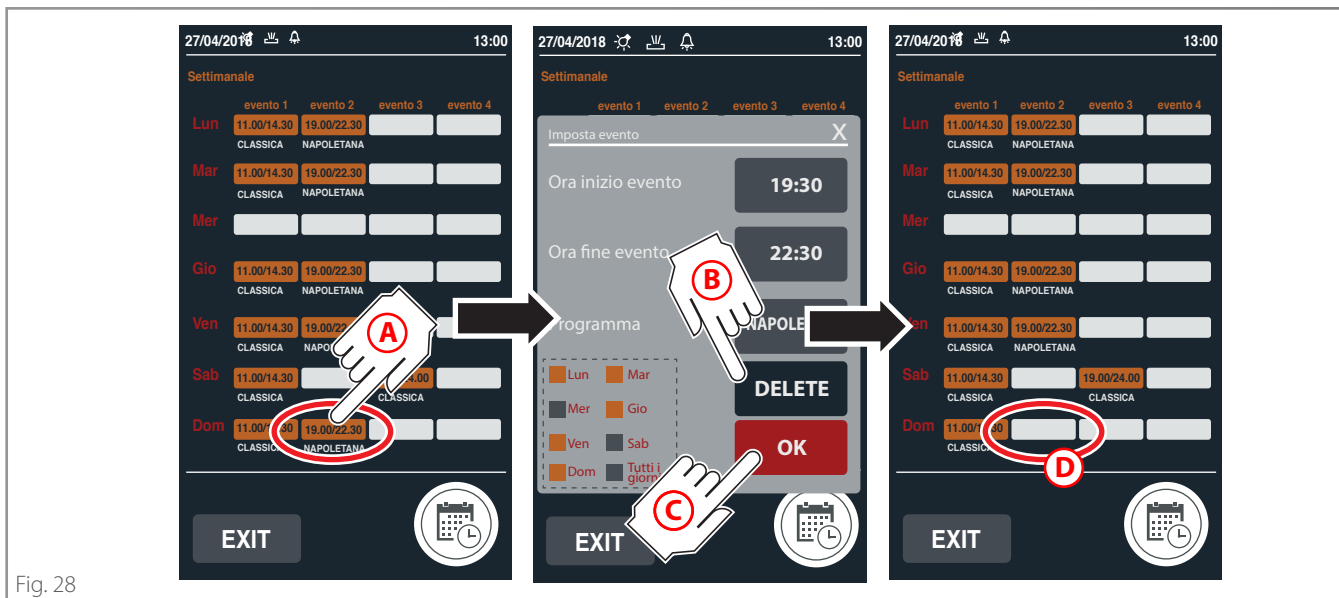 27/04/2018 13:00
Settimanale
evento 1 evento 2 evento 3 evento 4
Lun 11.00/14.30 19.00/22.30
CLASSICA NAPOLETANA
Mar 11.00/14.30 19.00/22.30
CLASSICA NAPOLETANA
Mer
Gio 11.00/14.30 19.00/22.30
CLASSICA NAPOLETANA
Ven 11.00/14.30
CLASSICA
A
Sab 11.00/14.30
CLASSICA CLASSICA
Dom 19.00/22.30
CLASSICA NAPOLETANA
EXIT
27/04/2018 13:00
Settimanale
evento 1 evento 2 evento 3 evento 4
Imposta evento X
Ora inizio evento 19:30
Ora fine evento 22:30
B
Programma
Lun Mar
DELETE
Mer Gio
Ven Sab
OK
Dom Tutti i
C
EXIT
27/04/2018 13:00
Settimanale
evento 1 evento 2 evento 3 evento 4
Lun 11.00/14.30 19.00/22.30
CLASSICA NAPOLETANA
Mar 11.00/14.30 19.00/22.30
CLASSICA NAPOLETANA
Mer
Gio 11.00/14.30 19.00/22.30
CLASSICA NAPOLETANA
Ven 11.00/14.30 19.00/22.30
CLASSICA NAPOLETANA
Sab 11.00/14.30 19.00/24.00
CLASSICA CLASSICA
Dom
D
EXIT
Fig. 28